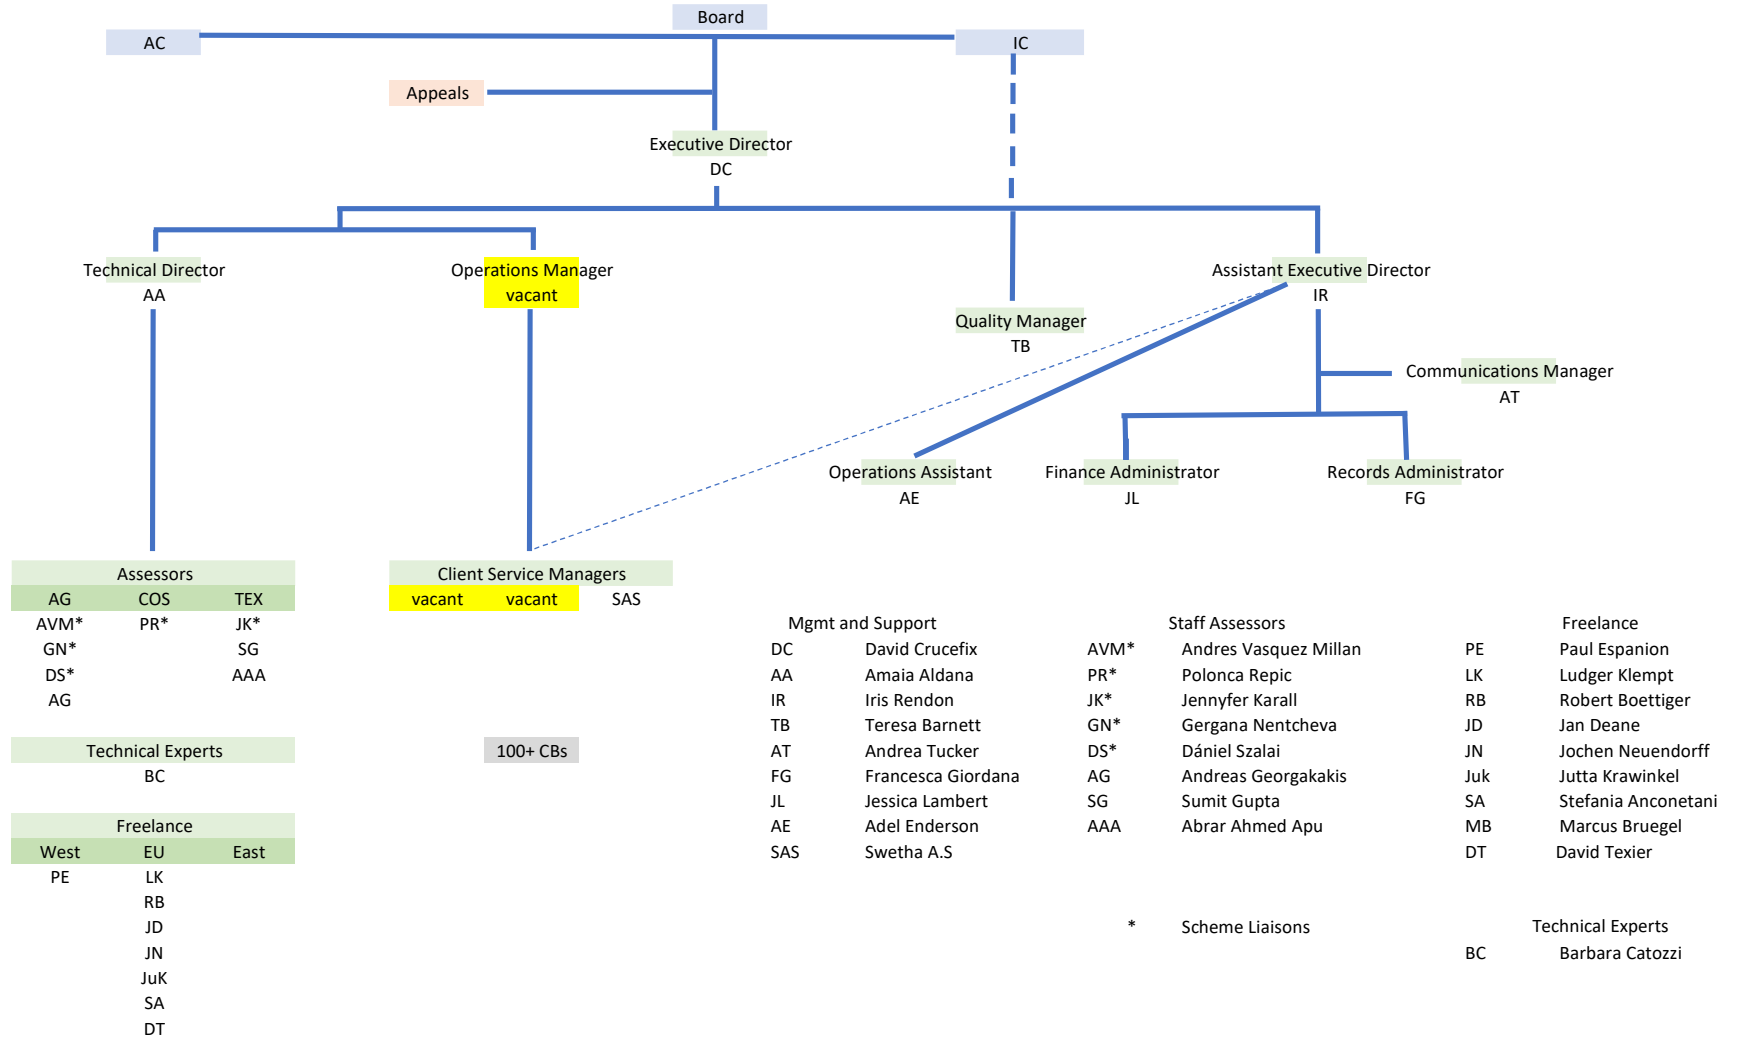 Board
AC
IC
Appeals
Executive Director
DC
Technical Director
AA
Operations Manager
vacant
Assistant Executive Director
IR
Quality Manager
TB
Communications Manager
AT
Operations Assistant
AE
Finance Administrator
JL
Records Administrator
FG
Assessors
AG COS TEX
AVM* PR* JK*
GN* SG
DS* AAA
AG
Client Service Managers
vacant vacant SAS
Technical Experts
BC
100+ CBs
Freelance
West EU East
PE LK
RB
JD
JN
JuK
SA
DT
Mgmt and Support
DC David Crucefix
AA Amaia Aldana
IR Iris Rendon
TB Teresa Barnett
AT Andrea Tucker
FG Francesca Giordana
JL Jessica Lambert
AE Adel Enderson
SAS Swetha A.S
Staff Assessors
AVM* Andres Vasquez Millan
PR* Polonca Repic
JK* Jennyfer Karall
GN* Gergana Nentcheva
DS* Dániel Szalai
AG Andreas Georgakakis
SG Sumit Gupta
AAA Abrar Ahmed Apu
* Scheme Liaisons
Freelance
PE Paul Espanion
LK Ludger Klempt
RB Robert Boettiger
JD Jan Deane
JN Jochen Neuendorff
Juk Jutta Krawinkel
SA Stefania Anconetani
MB Marcus Bruegel
DT David Texier
Technical Experts
BC Barbara Catozzi